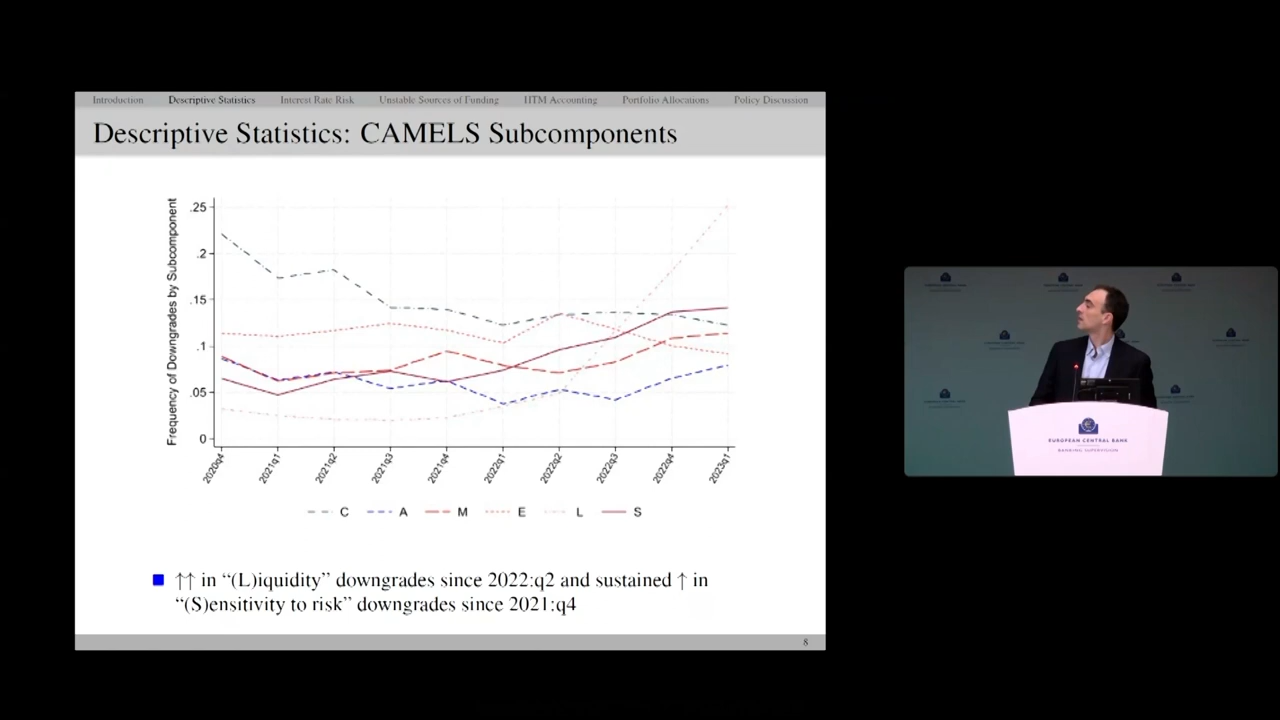 Introduction Descriptive Statistics Interest Rate Risk Unstable Sources of Funding HTM Accounting Portfolio Allocations Policy Discussion
Descriptive Statistics: CAMELS Subcomponents
Frequency of Downgrades by Subcomponent
.25
.2
.15
.1
.05
0
2020q4 2021q1 2021q2 2021q3 2021q4 2022q1 2022q2 2022q3 2022q4 2023q1
C A M E L S
↑↑ in “(L)iquidity” downgrades since 2022:q2 and sustained ↑ in
“(S)ensitivity to risk” downgrades since 2021:q4
8
EUROPEAN CENTRAL BANK
BANKING SUPERVISION